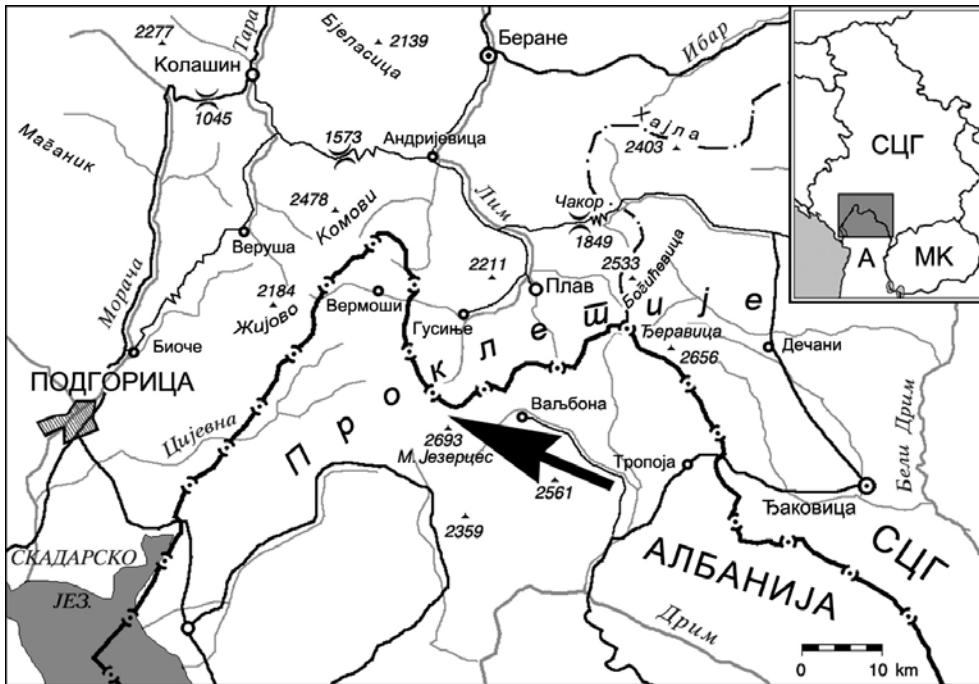 2277
Тара
Бјеласица
2139
Беране
Ибар
Колашин
1045
Маганик
1573
Андријевица
Хајла
2403
СЦГ
А
МК
2478
Комови
Лим
Чакор
1849
Веруша
Морача
2184
Жијово
Вермоши
2211
Гусиње
Плав
2533
Богићевица
Проклетије
Ђеравица
2656
Дечани
Биоче
ПОДГОРИЦА
Цијевна
Ваљбона
2693
М. Језерцес
2561
2359
Тропоја
Ђаковица
Бели Дрим
СКАДАРСКО
ЈЕЗ.
АЛБАНИЈА
СЦГ
Дрим
0 10 km